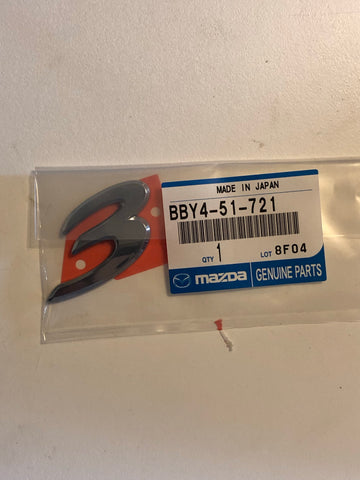 MADE IN JAPAN
BBY4-51-721
QTY 1 LOT 8F04
mazda GENUINE PARTS
3